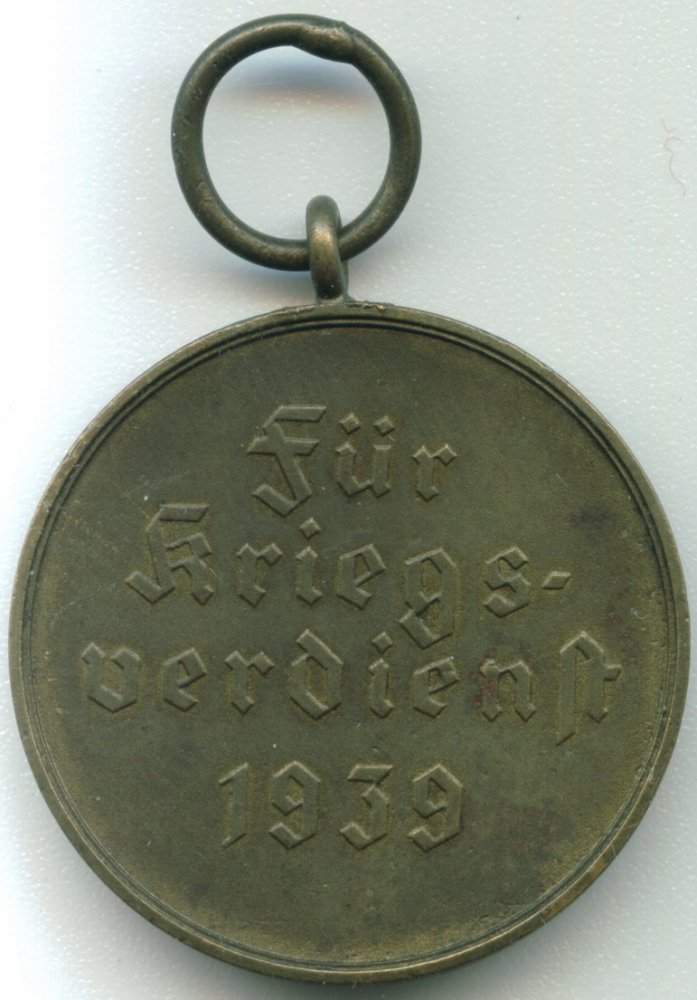 Für
Kriegs-
verdienst
1939